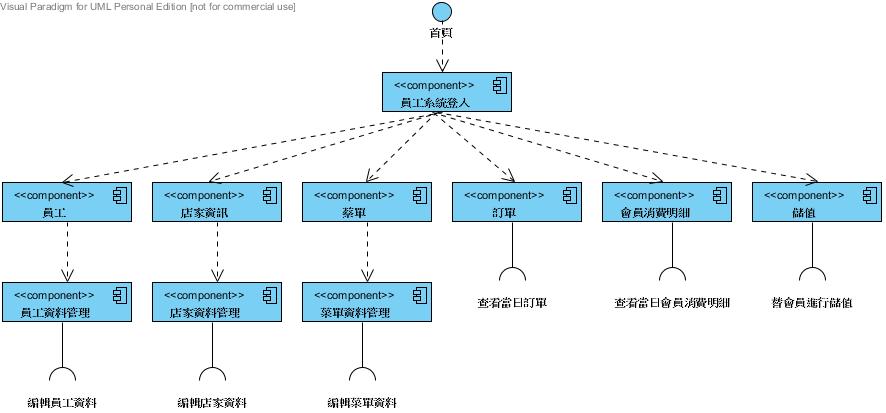 Visual Paradigm for UML Personal Edition [not for commercial use]
首頁
<<component>>
員工系統登入
<<component>>
員工
<<component>>
店家資訊
<<component>>
蔡單
<<component>>
訂單
<<component>>
會員消費明細
<<component>>
儲值
<<component>>
員工資料管理
<<component>>
店家資料管理
<<component>>
菜單資料管理
查看當日訂單
查看當日會員消費明細
替會員進行儲值
編輯員工資料
編輯店家資料
編輯菜單資料